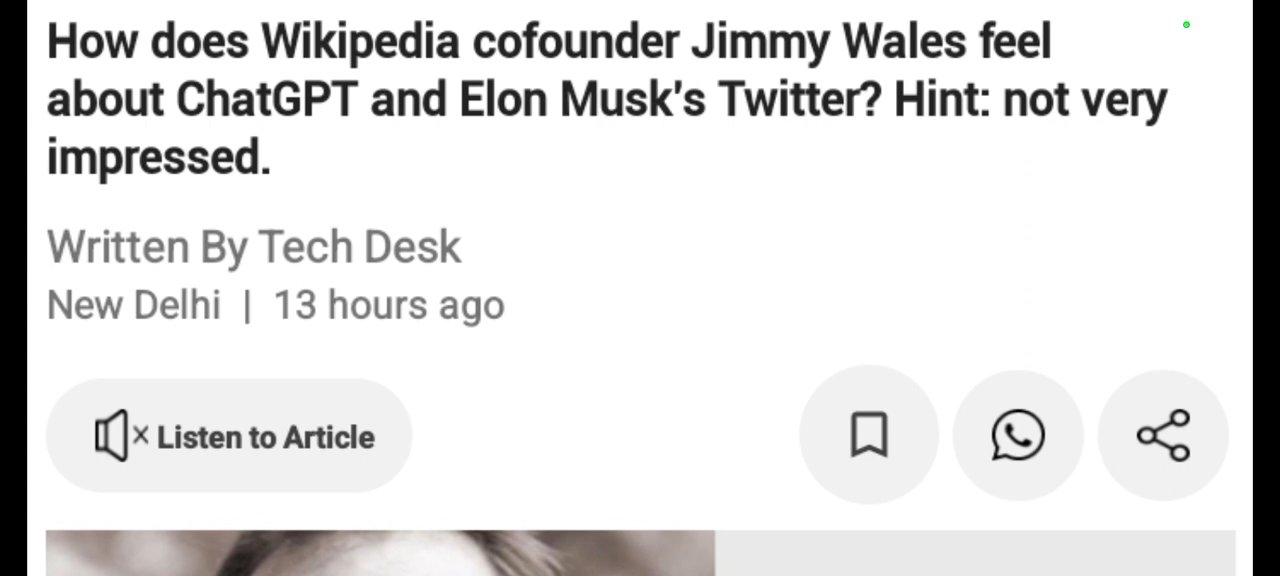 How does Wikipedia cofounder Jimmy Wales feel
about ChatGPT and Elon Musk's Twitter? Hint: not very
impressed.
Written By Tech Desk
New Delhi | 13 hours ago
Listen to Article